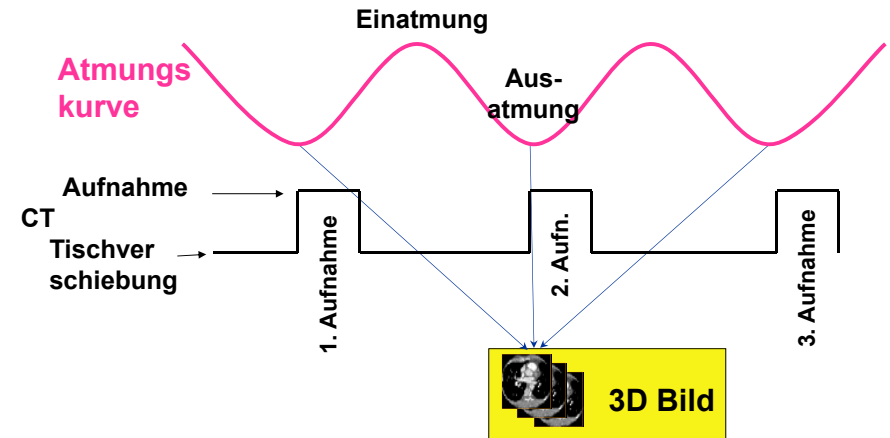 Einatmung
Atmungs
kurve
Aus-
atmung
Aufnahme
CT
Tischver
schiebung
1. Aufnahme
2. Aufn.
3. Aufnahme
3D Bild